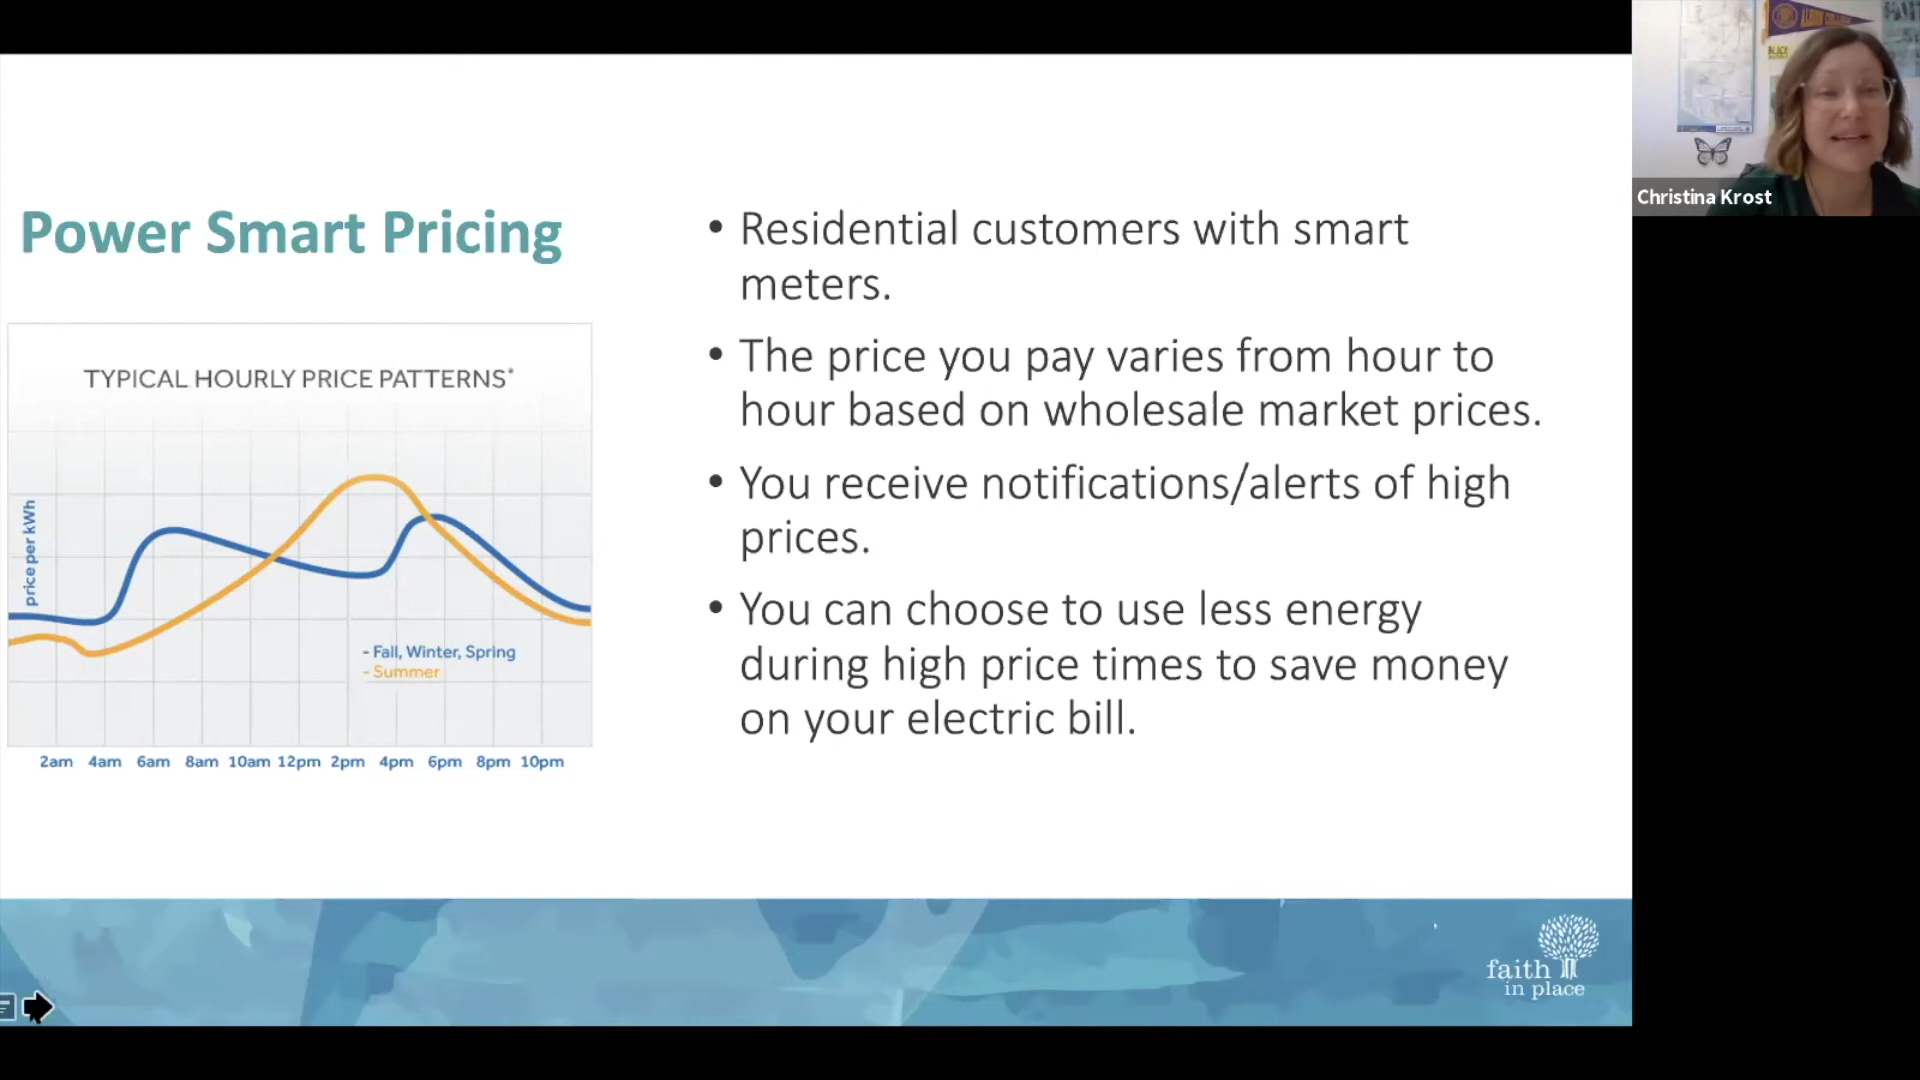 ALBION COLLEGE
BLACK
Christina Krost
Power Smart Pricing
TYPICAL HOURLY PRICE PATTERNS*
price per kWh
- Fall, Winter, Spring
- Summer
2am 4am 6am 8am 10am 12pm 2pm 4pm 6pm 8pm 10pm
• Residential customers with smart
meters.
• The price you pay varies from hour to
hour based on wholesale market prices.
• You receive notifications/alerts of high
prices.
• You can choose to use less energy
during high price times to save money
on your electric bill.
faith
in place